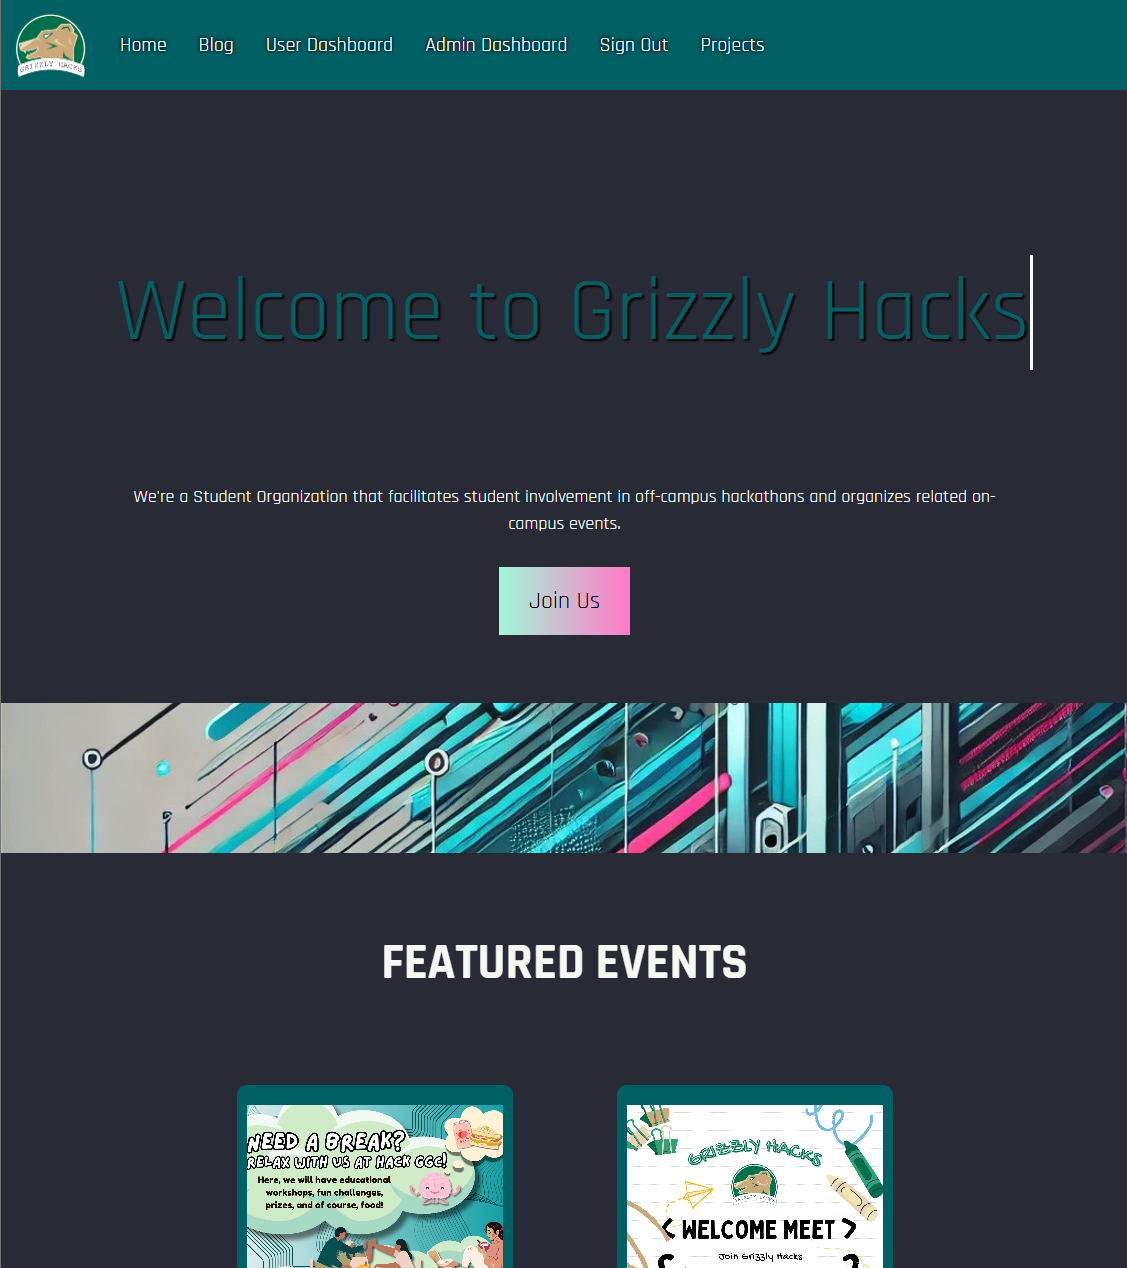 GRIZZLY HACKS
Home Blog User Dashboard Admin Dashboard Sign Out Projects
Welcome to Grizzly Hacks
We're a Student Organization that facilitates student involvement in off-campus hackathons and organizes related on-
campus events.
Join Us
FEATURED EVENTS
NEED A BREAK?
RELAX WITH US AT HACK GGC!
Here, we will have educational
workshops, fun challenges,
prizes, and of course, food!
GRIZZLY HACKS
< WELCOME MEET >
Join Grizzly Hacks